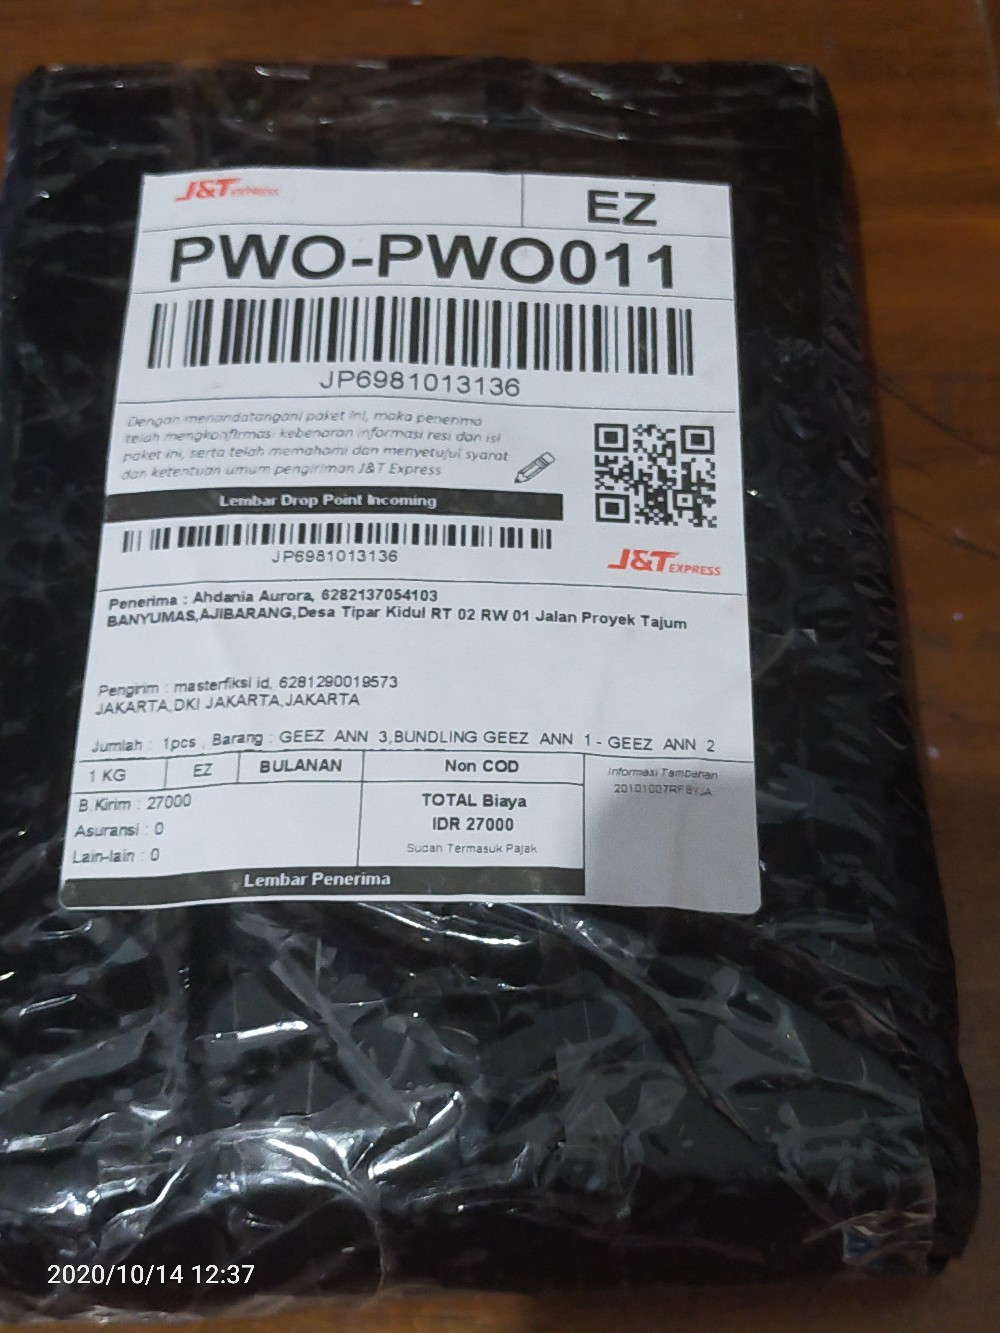 J&T EXPRESS
EZ
PWO-PWO011
JP6981013136
Dengan menandatangani paket ini, maka penerima
telah mengkonfirmasi kebenaran informasi resi dan isi
paket ini, serta telah memahami dan menyetujui syarat
dan ketentuan umum pengiriman J&T Express
Lembar Drop Point Incoming
JP6981013136
J&T EXPRESS
Penerima : Ahdania Aurora, 6282137054103
BANYUMAS,AJIBARANG,Desa Tipar Kidul RT 02 RW 01 Jalan Proyek Tajum
Pengirim : masterfiksi id, 6281290019573
JAKARTA,DKI JAKARTA,JAKARTA
Jumlah : 1pcs , Barang : GEEZ ANN 3,BUNDLING GEEZ ANN 1 - GEEZ ANN 2
1 KG EZ BULANAN Non COD
Informasi Tambahan
B.Kirim : 27000
Asuransi : 0
Lain-lain : 0
TOTAL Biaya
IDR 27000
Sudah Termasuk Pajak
Lembar Penerima
2020/10/14 12:37